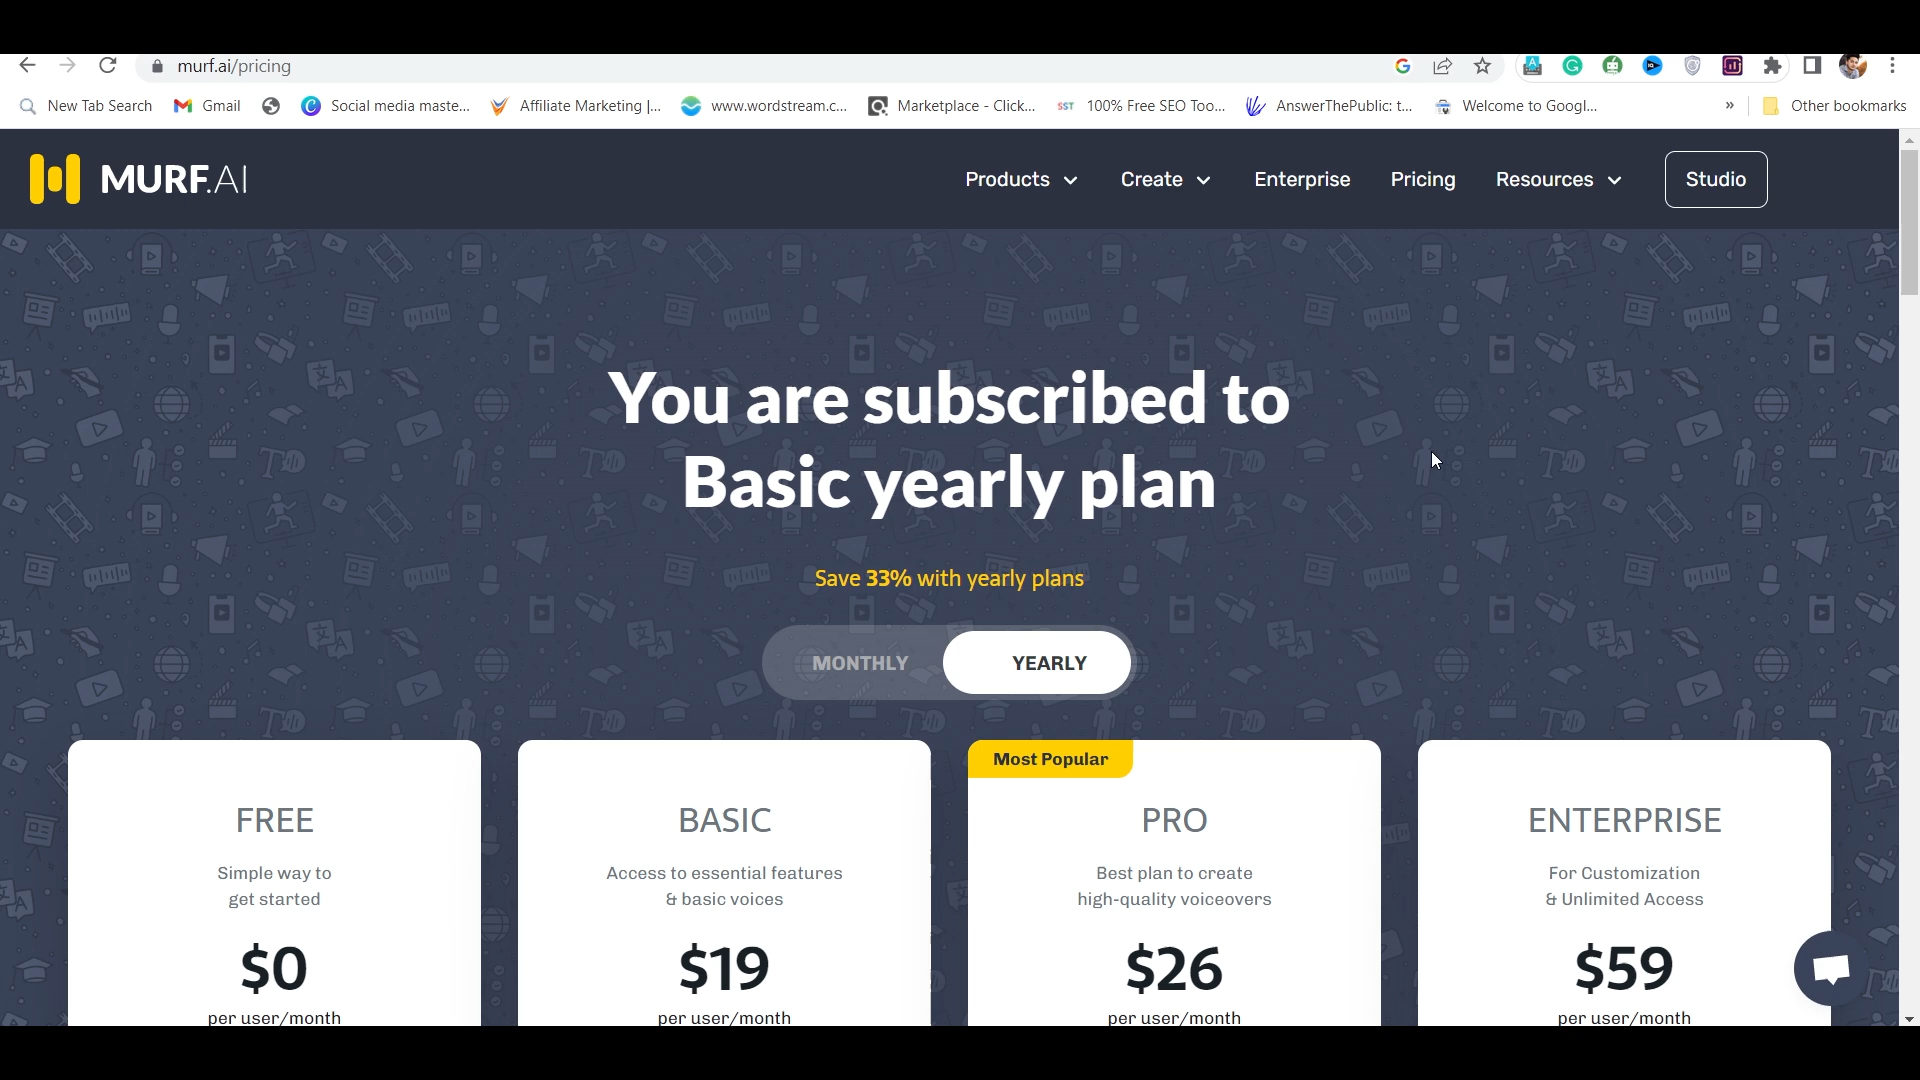 murf.ai/pricing
New Tab Search
Gmail
Social media maste...
Affiliate Marketing |...
www.wordstream.c...
Marketplace - Click...
SST
100% Free SEO Too...
AnswerThePublic: t...
Welcome to Googl...
»
Other bookmarks
MURF.AI
Products
Create
Enterprise
Pricing
Resources
Studio
You are subscribed to
Basic yearly plan
Save 33% with yearly plans
MONTHLY
YEARLY
FREE
Simple way to
get started
$0
per user/month
BASIC
Access to essential features
& basic voices
$19
per user/month
Most Popular
PRO
Best plan to create
high-quality voiceovers
$26
per user/month
ENTERPRISE
For Customization
& Unlimited Access
$59
per user/month